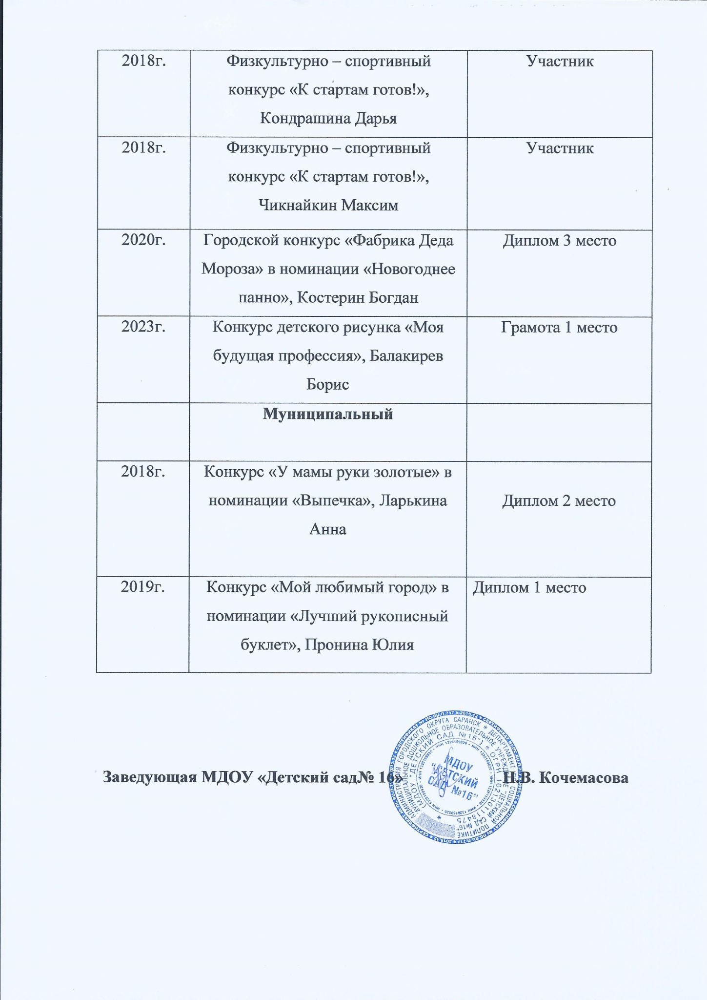 2018г.
Физкультурно – спортивный
конкурс «К стартам готов!»,
Кондрашина Дарья
Участник
2018г.
Физкультурно – спортивный
конкурс «К стартам готов!»,
Чикнайкин Максим
Участник
2020г.
Городской конкурс «Фабрика Деда
Мороза» в номинации «Новогоднее
панно», Костерин Богдан
Диплом 3 место
2023г.
Конкурс детского рисунка «Моя
будущая профессия», Балакирев
Борис
Грамота 1 место
Муниципальный
2018г.
Конкурс «У мамы руки золотые» в
номинации «Выпечка», Ларькина
Анна
Диплом 2 место
2019г.
Конкурс «Мой любимый город» в
номинации «Лучший рукописный
буклет», Пронина Юлия
Диплом 1 место
Заведующая МДОУ «Детский сад№ 16»
Н.В. Кочемасова
АДМИНИСТРАЦИЯ ГОРОДСКОГО ОКРУГА САРАНСК * ДЕПАРТАМЕНТ ПО СОЦИАЛЬНОЙ ПОЛИТИКЕ
МУНИЦИПАЛЬНОЕ ДОШКОЛЬНОЕ ОБРАЗОВАТЕЛЬНОЕ УЧРЕЖДЕНИЕ "ДЕТСКИЙ САД №16"
(МДОУ "ДЕТСКИЙ САД №16") * ОГРН 1021301118475 *
МДОУ
"ДЕТСКИЙ
САД №16"